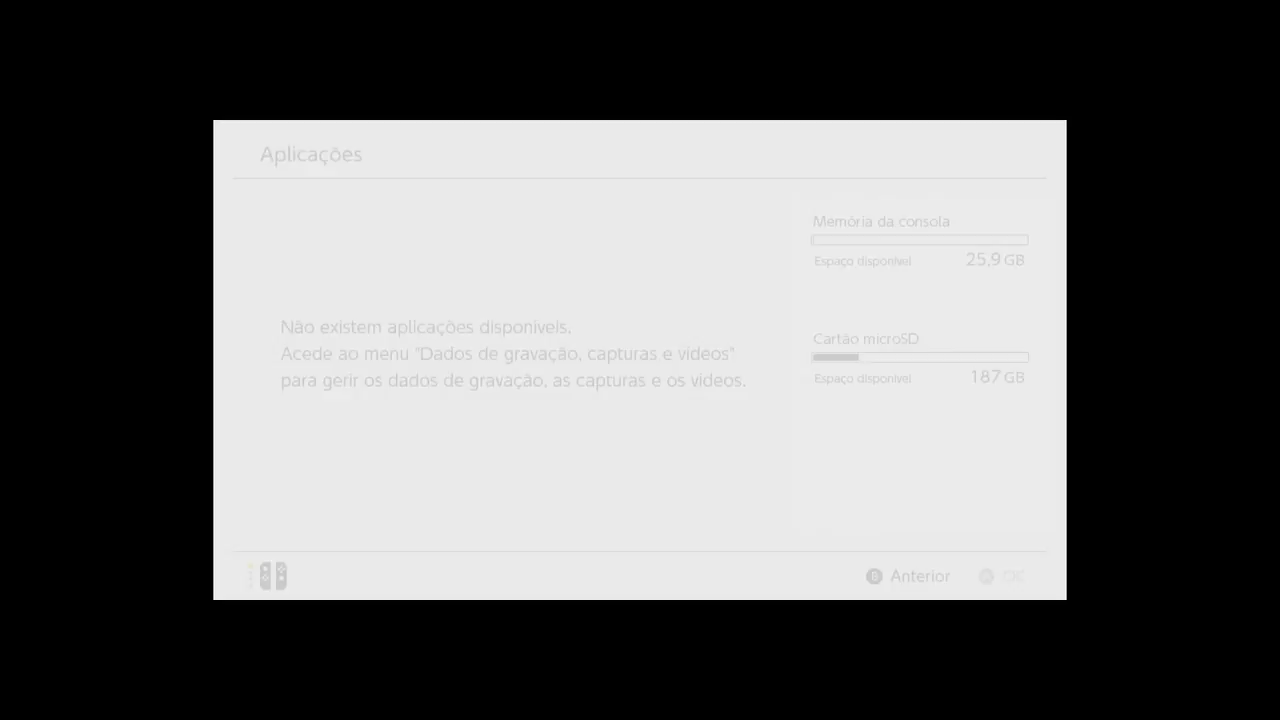 Aplicações
Memória da consola
Espaço disponível 25,9 GB
Não existem aplicações disponíveis.
Acede ao menu "Dados de gravação, capturas e vídeos"
para gerir os dados de gravação, as capturas e os vídeos.
Cartão microSD
Espaço disponível 187 GB
B Anterior
OK